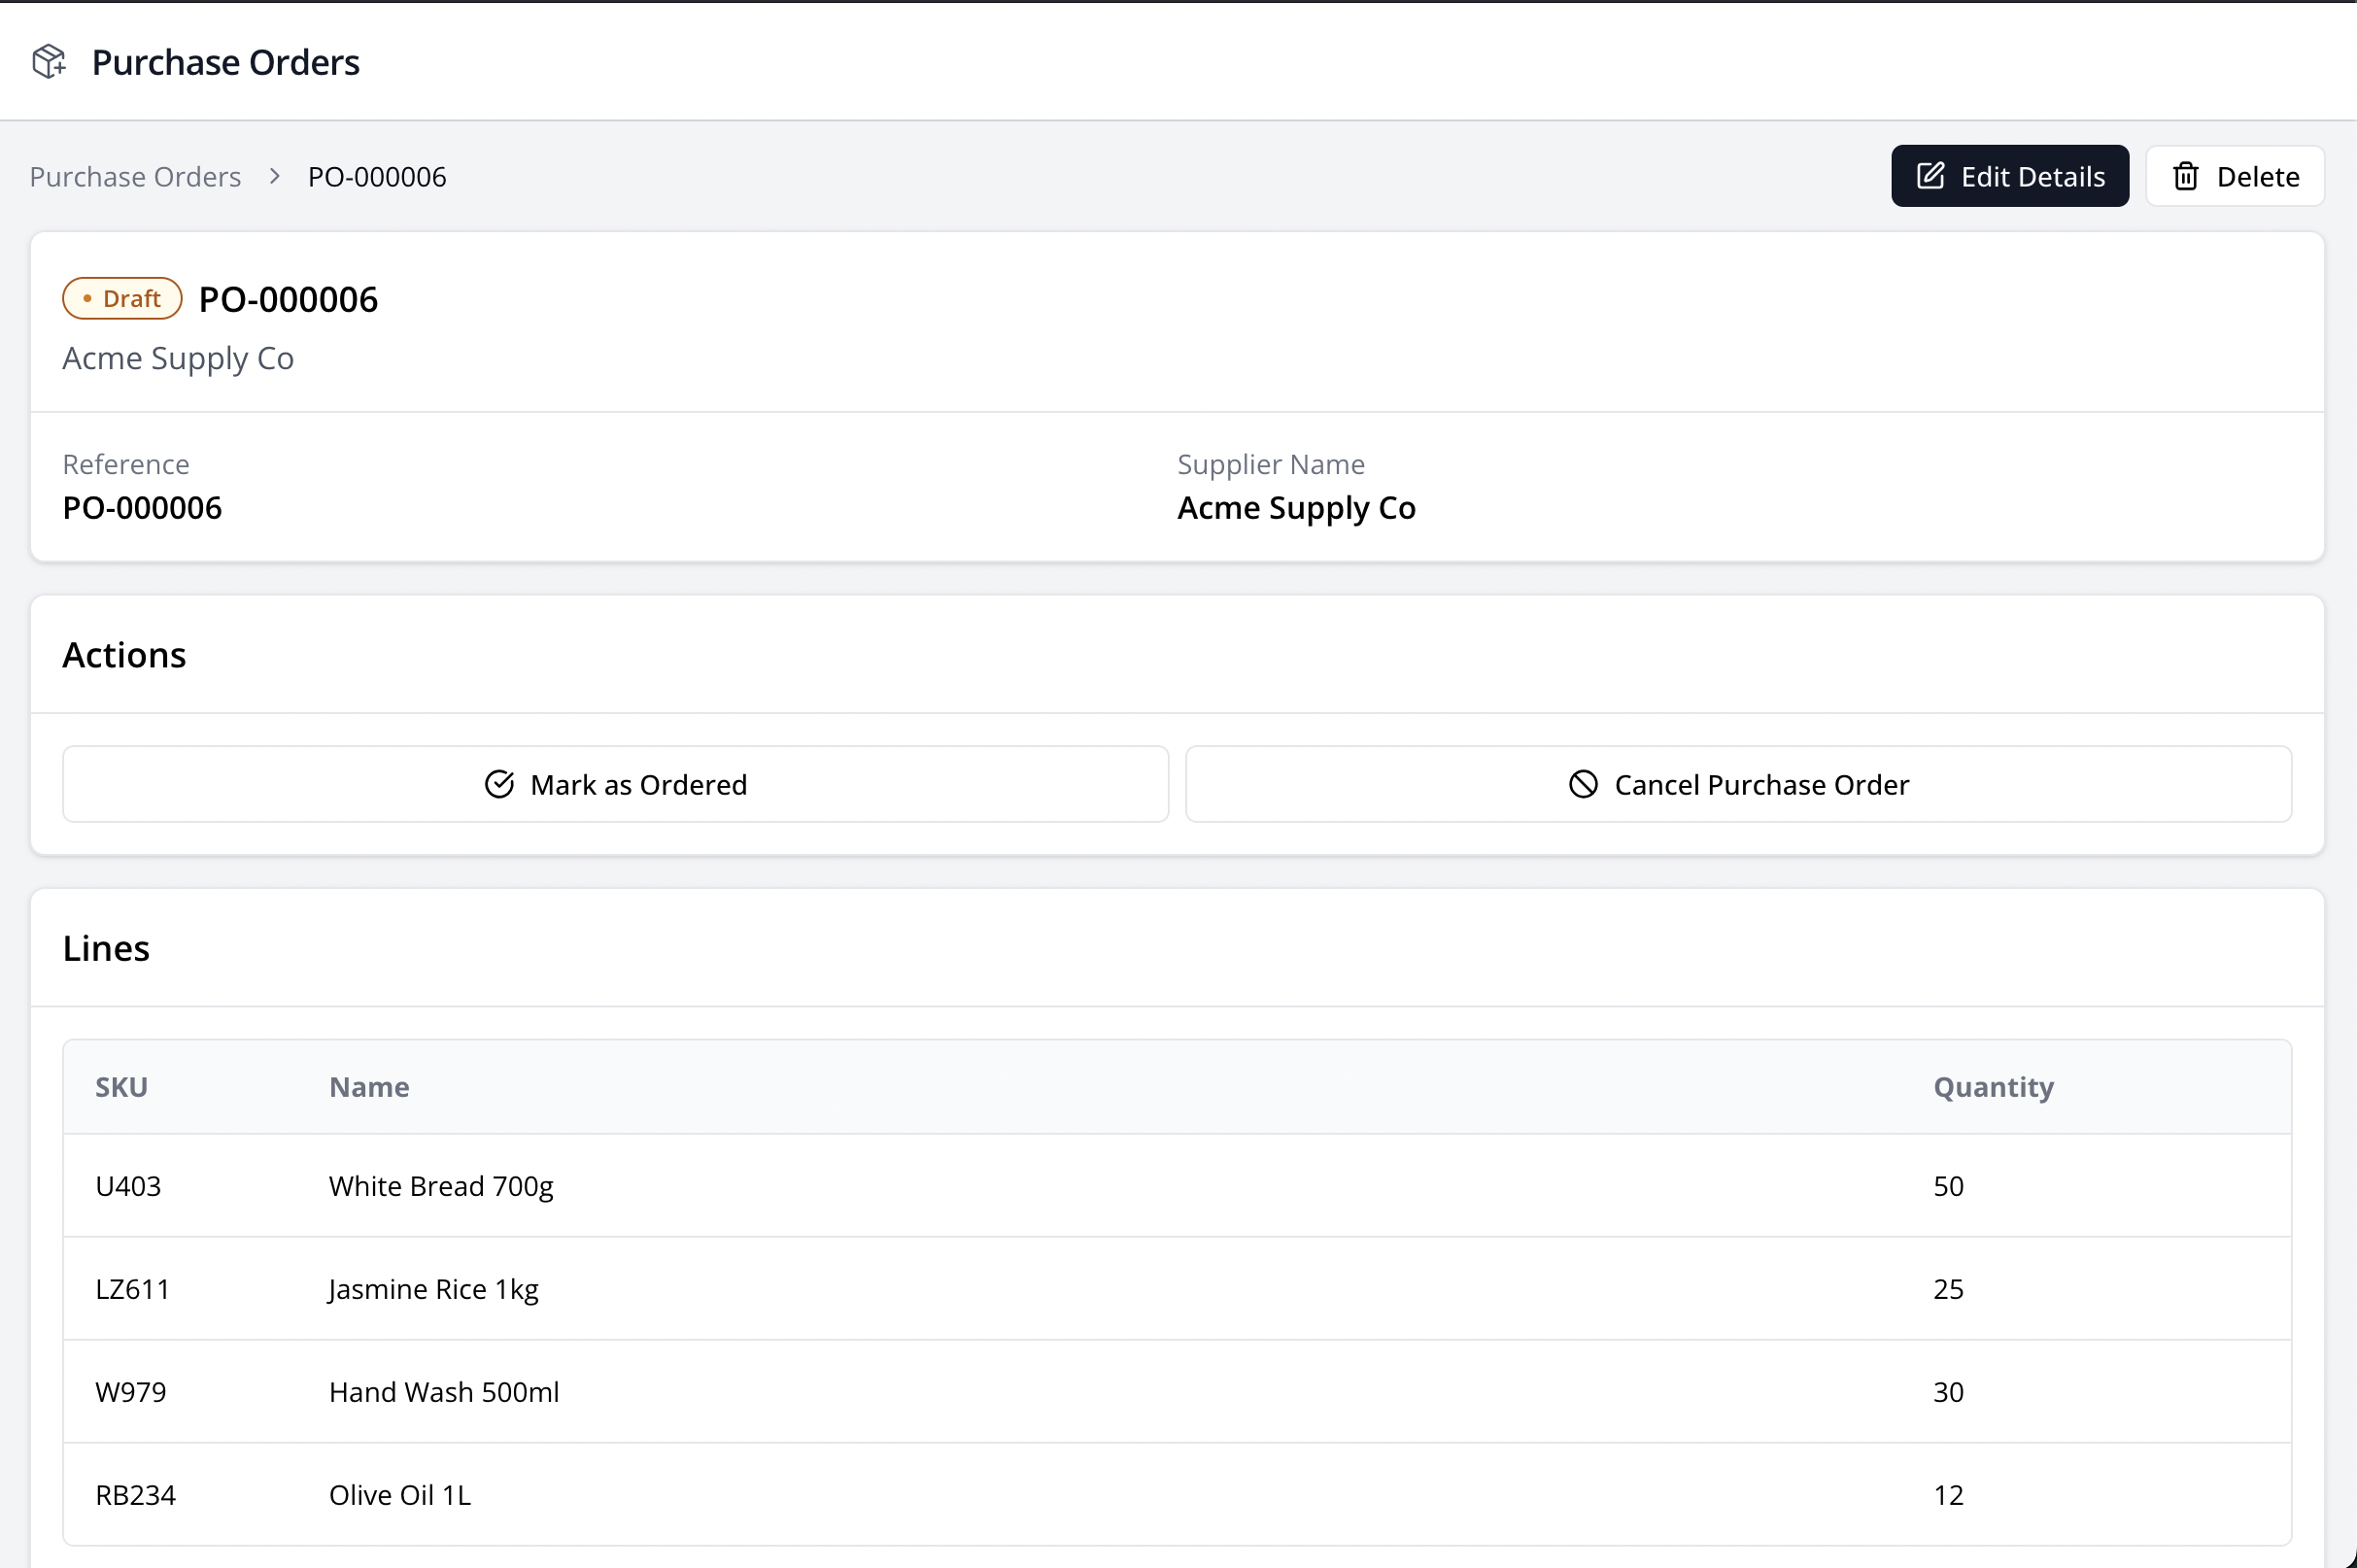 Purchase Orders
Purchase Orders > PO-000006 Edit Details Delete
Draft PO-000006
Acme Supply Co
Reference Supplier Name
PO-000006 Acme Supply Co
Actions
Mark as Ordered Cancel Purchase Order
Lines
SKU Name Quantity
U403 White Bread 700g 50
LZ611 Jasmine Rice 1kg 25
W979 Hand Wash 500ml 30
RB234 Olive Oil 1L 12